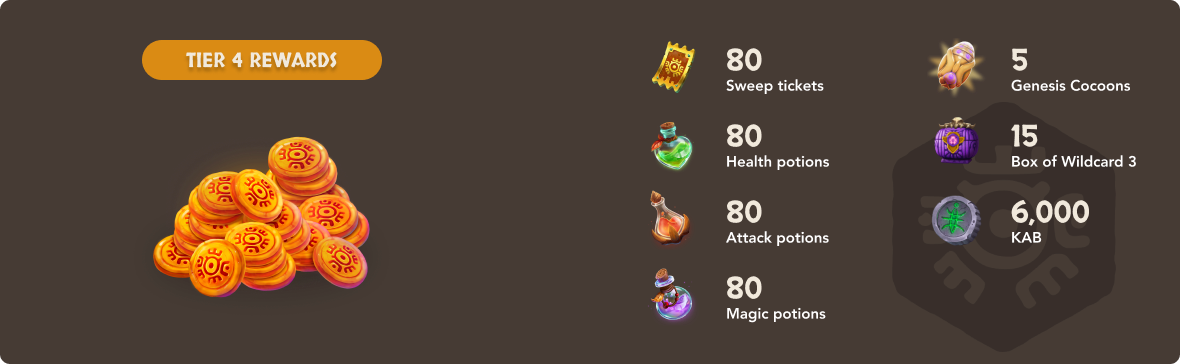 TIER 4 REWARDS
80
Sweep tickets
80
Health potions
80
Attack potions
80
Magic potions
5
Genesis Cocoons
15
Box of Wildcard 3
6,000
KAB